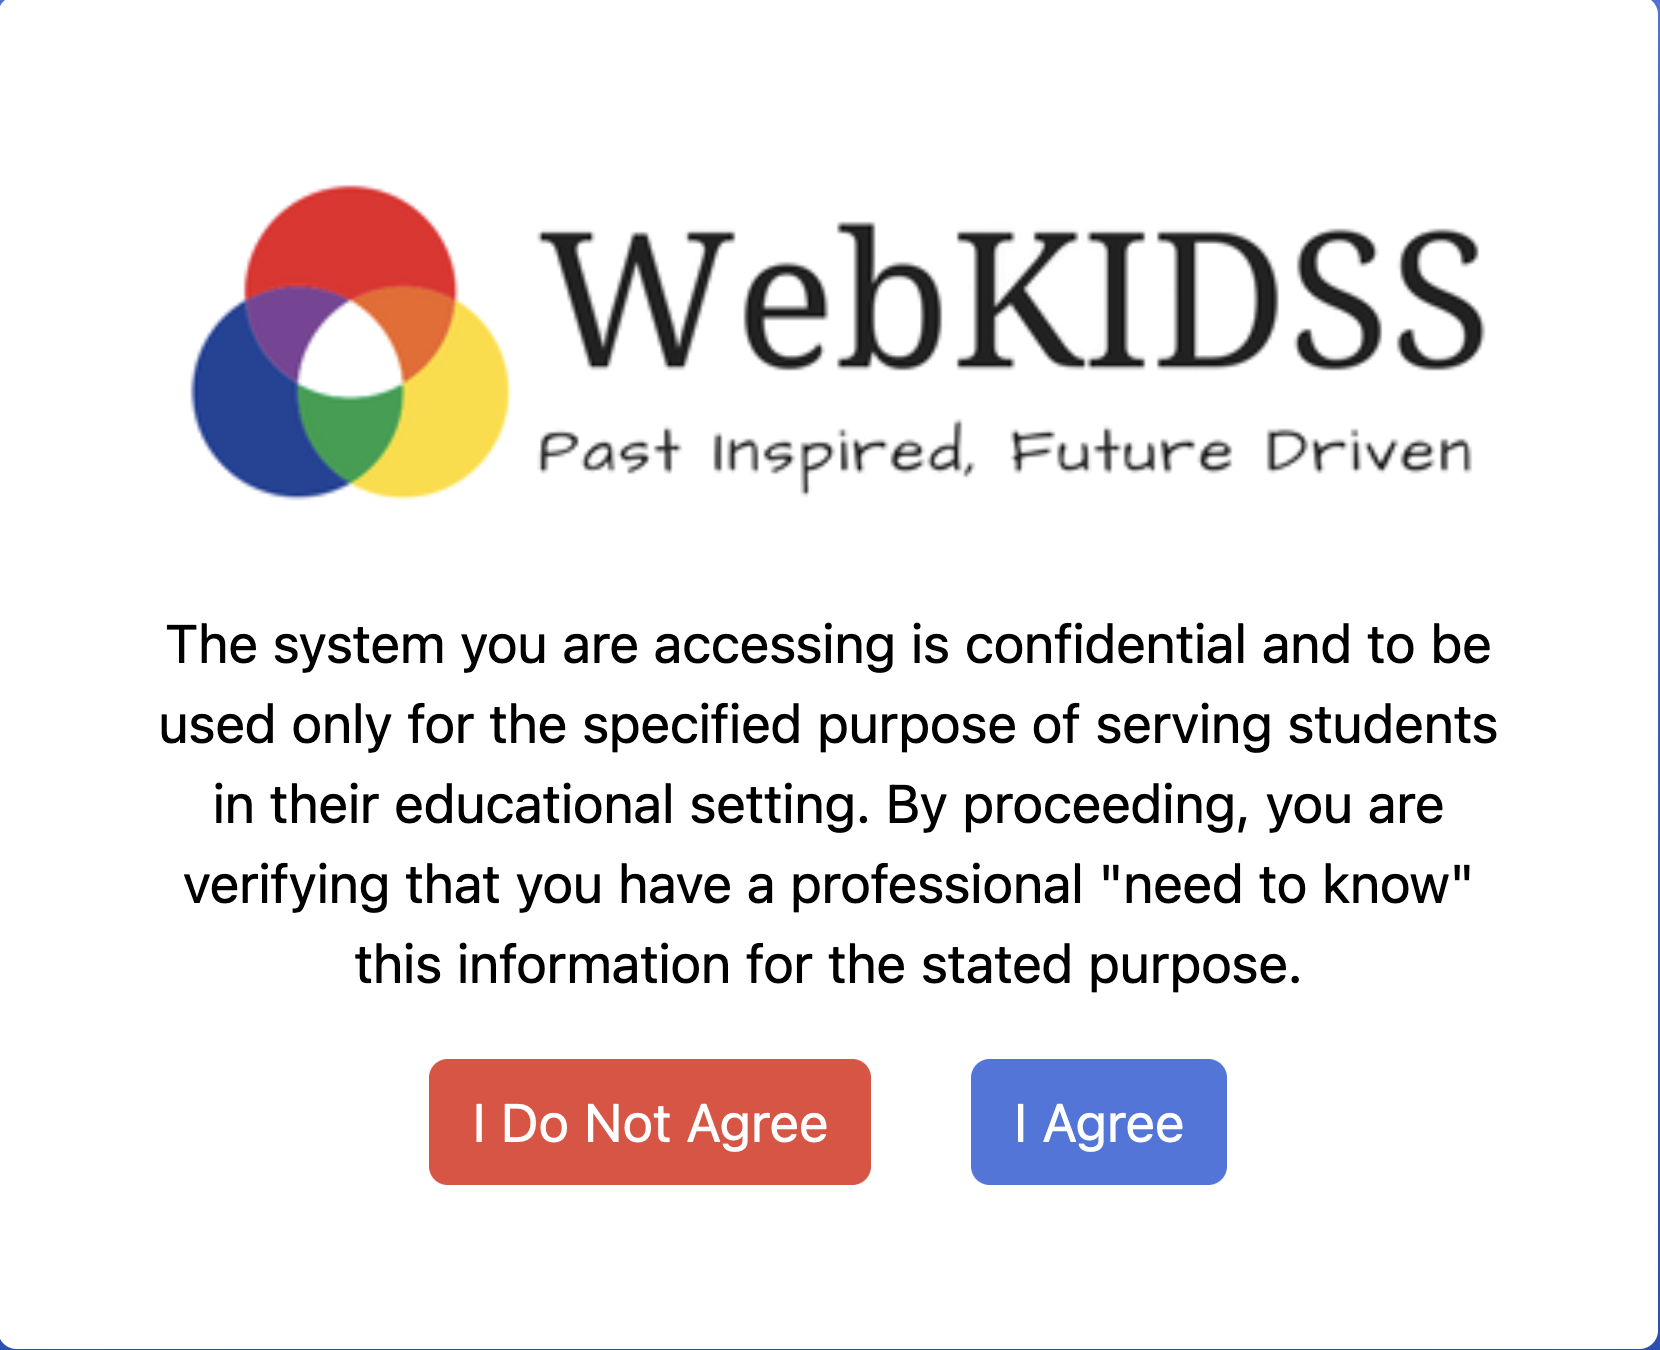 WebKIDSS
Past Inspired, Future Driven
The system you are accessing is confidential and to be
used only for the specified purpose of serving students
in their educational setting. By proceeding, you are
verifying that you have a professional "need to know"
this information for the stated purpose.
I Do Not Agree
I Agree